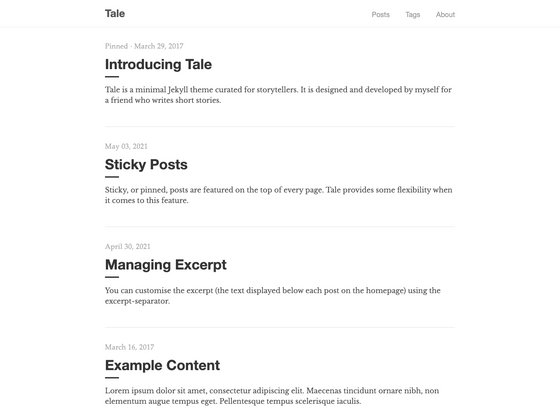 Tale
Posts
Tags
About
Pinned · March 29, 2017
Introducing Tale
Tale is a minimal Jekyll theme curated for storytellers. It is designed and developed by myself for
a friend who writes short stories.
May 03, 2021
Sticky Posts
Sticky, or pinned, posts are featured on the top of every page. Tale provides some flexibility when
it comes to this feature.
April 30, 2021
Managing Excerpt
You can customise the excerpt (the text displayed below each post on the homepage) using the
excerpt-separator.
March 16, 2017
Example Content
Lorem ipsum dolor sit amet, consectetur adipiscing elit. Maecenas tincidunt ornare nibh, non
elementum augue tempus eget. Pellentesque tempus scelerisque iaculis.